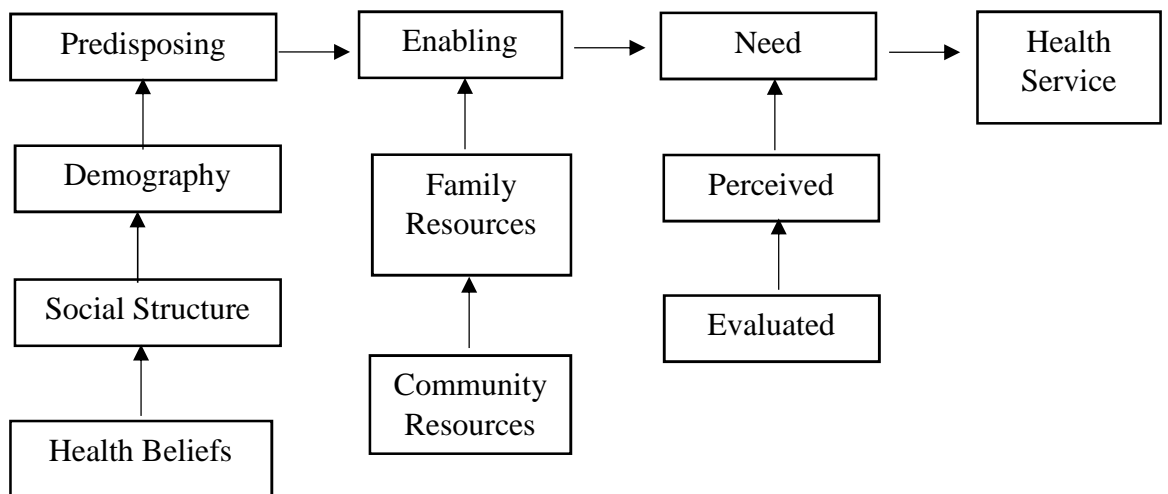 Predisposing
Enabling
Need
Health
Service
Demography
Family
Resources
Perceived
Social Structure
Evaluated
Community
Resources
Health Beliefs